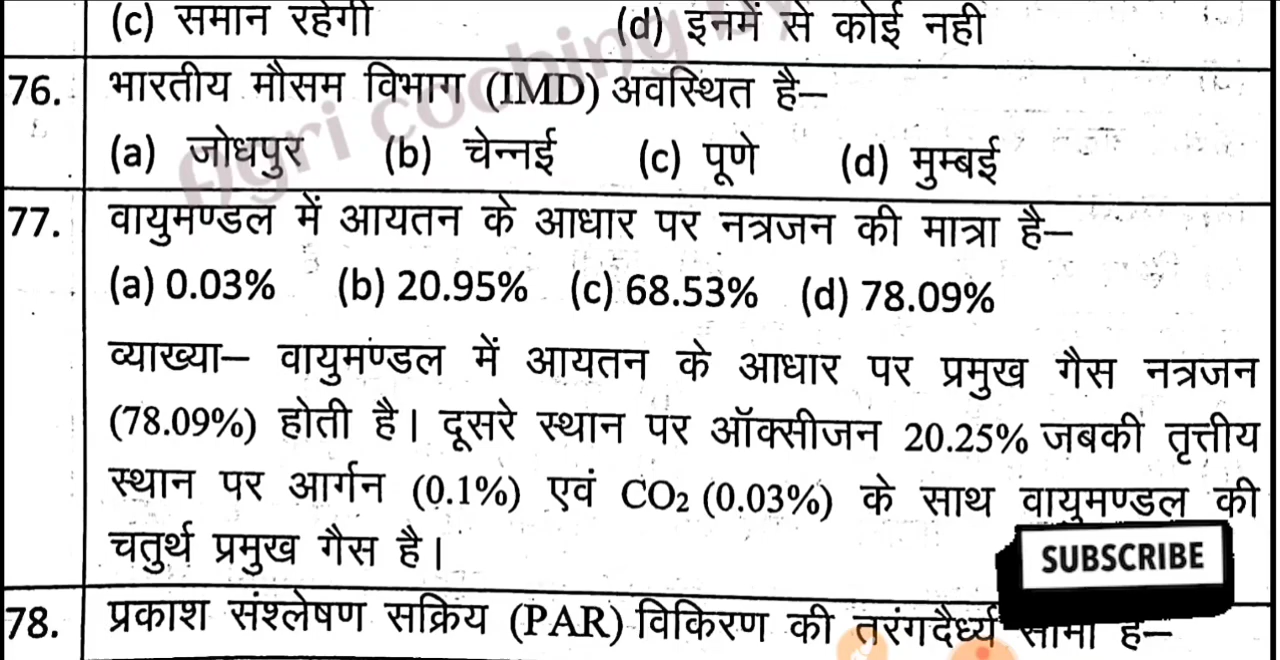 (c) समान रहेगी (d) इनमें से कोई नही
76. भारतीय मौसम विभाग (IMD) अवस्थित है–
(a) जोधपुर (b) चेन्नई (c) पूणे (d) मुम्बई
Agri coching
77. वायुमण्डल में आयतन के आधार पर नत्रजन की मात्रा है–
(a) 0.03% (b) 20.95% (c) 68.53% (d) 78.09%
व्याख्या– वायुमण्डल में आयतन के आधार पर प्रमुख गैस नत्रजन
(78.09%) होती है। दूसरे स्थान पर ऑक्सीजन 20.25% जबकी तृत्तीय
स्थान पर आर्गन (0.1%) एवं CO₂ (0.03%) के साथ वायुमण्डल की
चतुर्थ प्रमुख गैस है।
SUBSCRIBE
78. प्रकाश संश्लेषण सक्रिय (PAR) विकिरण की तरंगदैर्ध्य सीमा है–